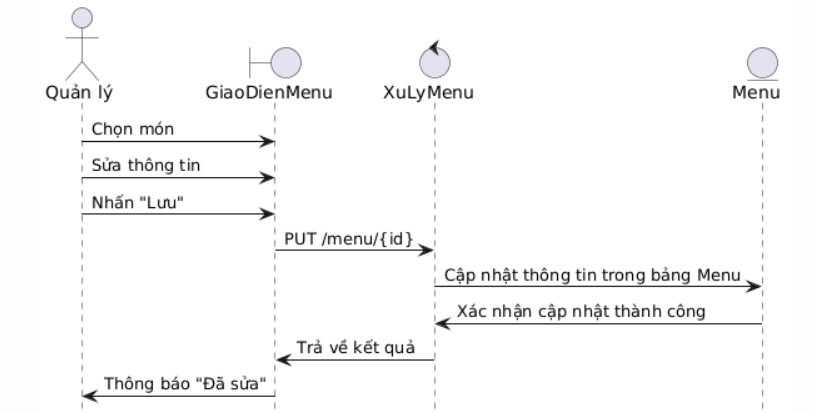 Quản lý
GiaoDienMenu
XuLyMenu
Menu
Chọn món
Sửa thông tin
Nhấn "Lưu"
PUT /menu/{id}
Cập nhật thông tin trong bảng Menu
Xác nhận cập nhật thành công
Trả về kết quả
Thông báo "Đã sửa"